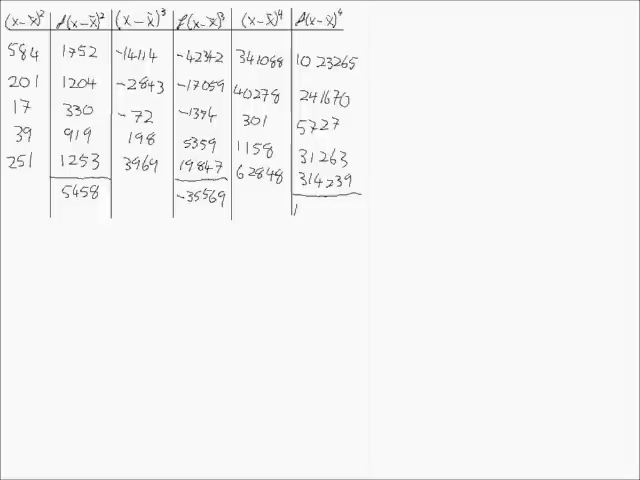 (x-x̄)² f(x-x̄)² (x-x̄)³ f(x-x̄)³ (x-x̄)⁴ f(x-x̄)⁴
584 1752 -14114 -42342 341088 1023265
201 1204 -2843 -17059 40278 241670
17 330 -72 -1374 301 5727
39 919 198 5359 1158 31263
251 1253 3969 19847 62848 314239
5458 -35569 1